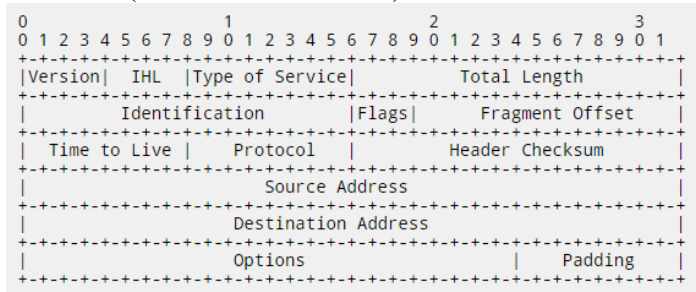 0                   1                   2                   3
0 1 2 3 4 5 6 7 8 9 0 1 2 3 4 5 6 7 8 9 0 1 2 3 4 5 6 7 8 9 0 1
+-+-+-+-+-+-+-+-+-+-+-+-+-+-+-+-+-+-+-+-+-+-+-+-+-+-+-+-+-+-+-+-+
|Version|  IHL  |Type of Service|          Total Length         |
+-+-+-+-+-+-+-+-+-+-+-+-+-+-+-+-+-+-+-+-+-+-+-+-+-+-+-+-+-+-+-+-+
|         Identification        |Flags|      Fragment Offset    |
+-+-+-+-+-+-+-+-+-+-+-+-+-+-+-+-+-+-+-+-+-+-+-+-+-+-+-+-+-+-+-+-+
|  Time to Live |    Protocol   |         Header Checksum       |
+-+-+-+-+-+-+-+-+-+-+-+-+-+-+-+-+-+-+-+-+-+-+-+-+-+-+-+-+-+-+-+-+
|                       Source Address                          |
+-+-+-+-+-+-+-+-+-+-+-+-+-+-+-+-+-+-+-+-+-+-+-+-+-+-+-+-+-+-+-+-+
|                    Destination Address                        |
+-+-+-+-+-+-+-+-+-+-+-+-+-+-+-+-+-+-+-+-+-+-+-+-+-+-+-+-+-+-+-+-+
|                    Options                    |    Padding    |
+-+-+-+-+-+-+-+-+-+-+-+-+-+-+-+-+-+-+-+-+-+-+-+-+-+-+-+-+-+-+-+-+